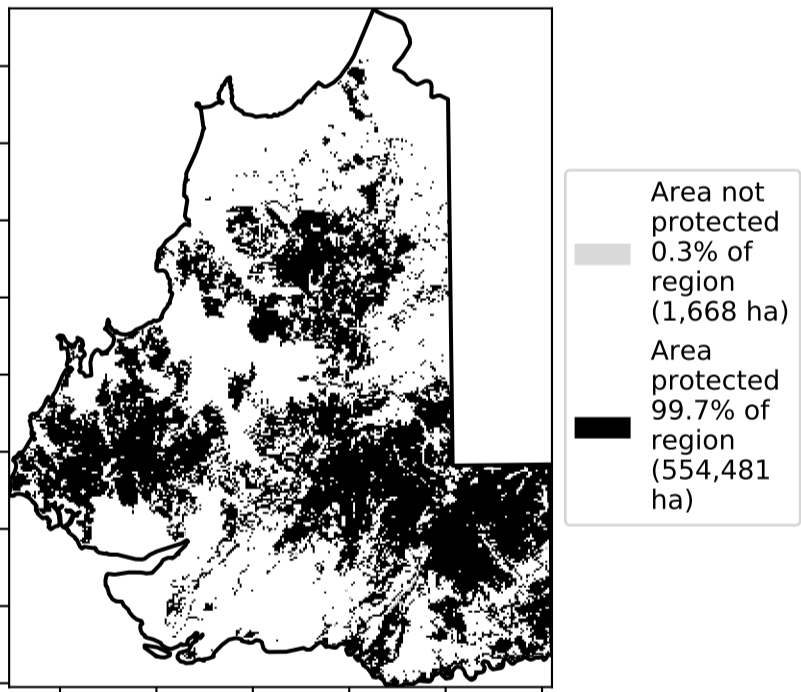 Area not
protected
0.3% of
region
(1,668 ha)
Area
protected
99.7% of
region
(554,481
ha)